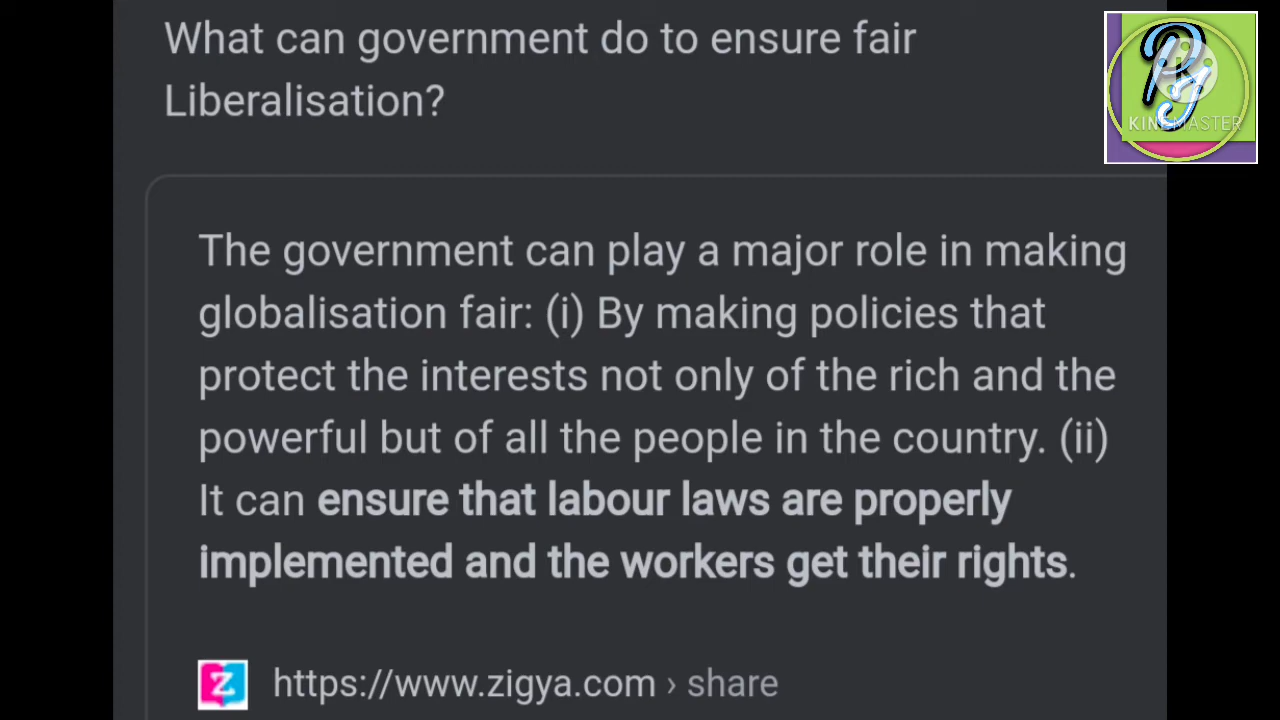 What can government do to ensure fair
Liberalisation?
KINEMASTER
The government can play a major role in making
globalisation fair: (i) By making policies that
protect the interests not only of the rich and the
powerful but of all the people in the country. (ii)
It can ensure that labour laws are properly
implemented and the workers get their rights.
Z https://www.zigya.com › share